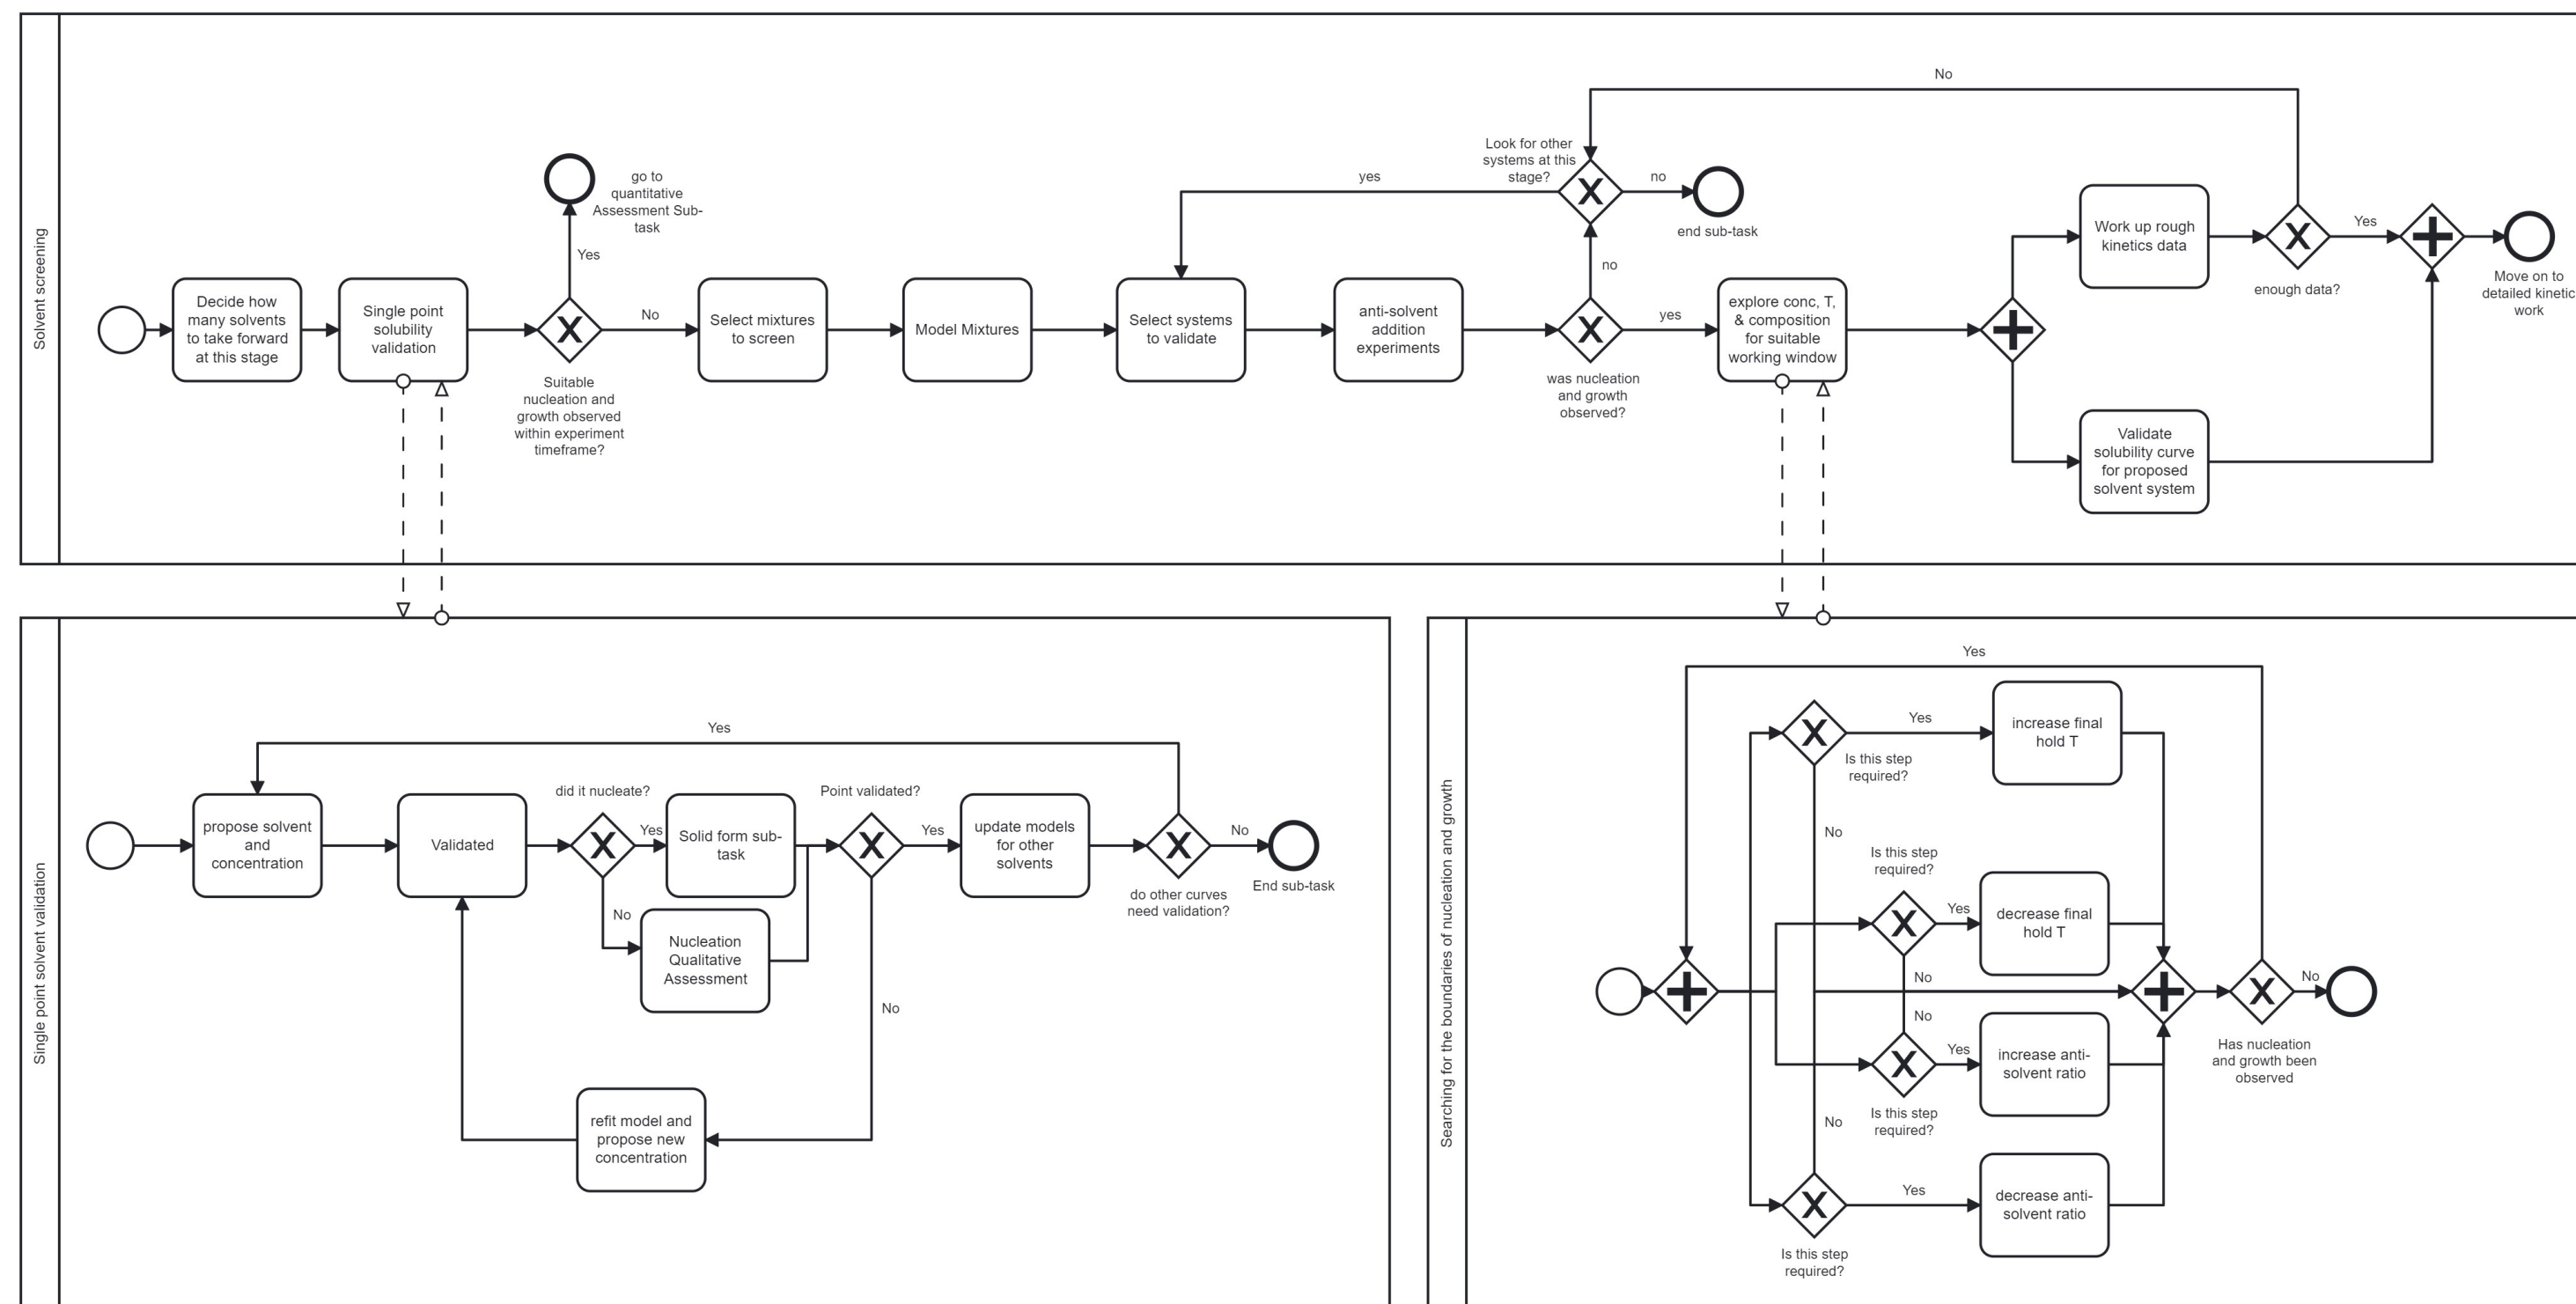 Solvent screening
No
Look for other
systems at this
stage?
yes
no
end sub-task
go to
quantitative
Assessment Sub-
task
Yes
Decide how
many solvents
to take forward
at this stage
Single point
solubility
validation
No
Suitable
nucleation and
growth observed
within experiment
timeframe?
Select mixtures
to screen
Model Mixtures
Select systems
to validate
anti-solvent
addition
experiments
no
yes
was nucleation
and growth
observed?
explore conc, T,
& composition
for suitable
working window
Work up rough
kinetics data
Yes
enough data?
Move on to
detailed kinetic
work
Validate
solubility curve
for proposed
solvent system
Single point solvent validation
Yes
propose solvent
and
concentration
Validated
did it nucleate?
Yes
Solid form sub-
task
No
Nucleation
Qualitative
Assessment
Point validated?
Yes
No
update models
for other
solvents
do other curves
need validation?
No
End sub-task
refit model and
propose new
concentration
Searching for the boundaries of nucleation and growth
Yes
Yes
Is this step
required?
increase final
hold T
No
Is this step
required?
Yes
decrease final
hold T
No
No
Yes
increase anti-
solvent ratio
Is this step
required?
No
Yes
decrease anti-
solvent ratio
Is this step
required?
No
Has nucleation
and growth been
observed